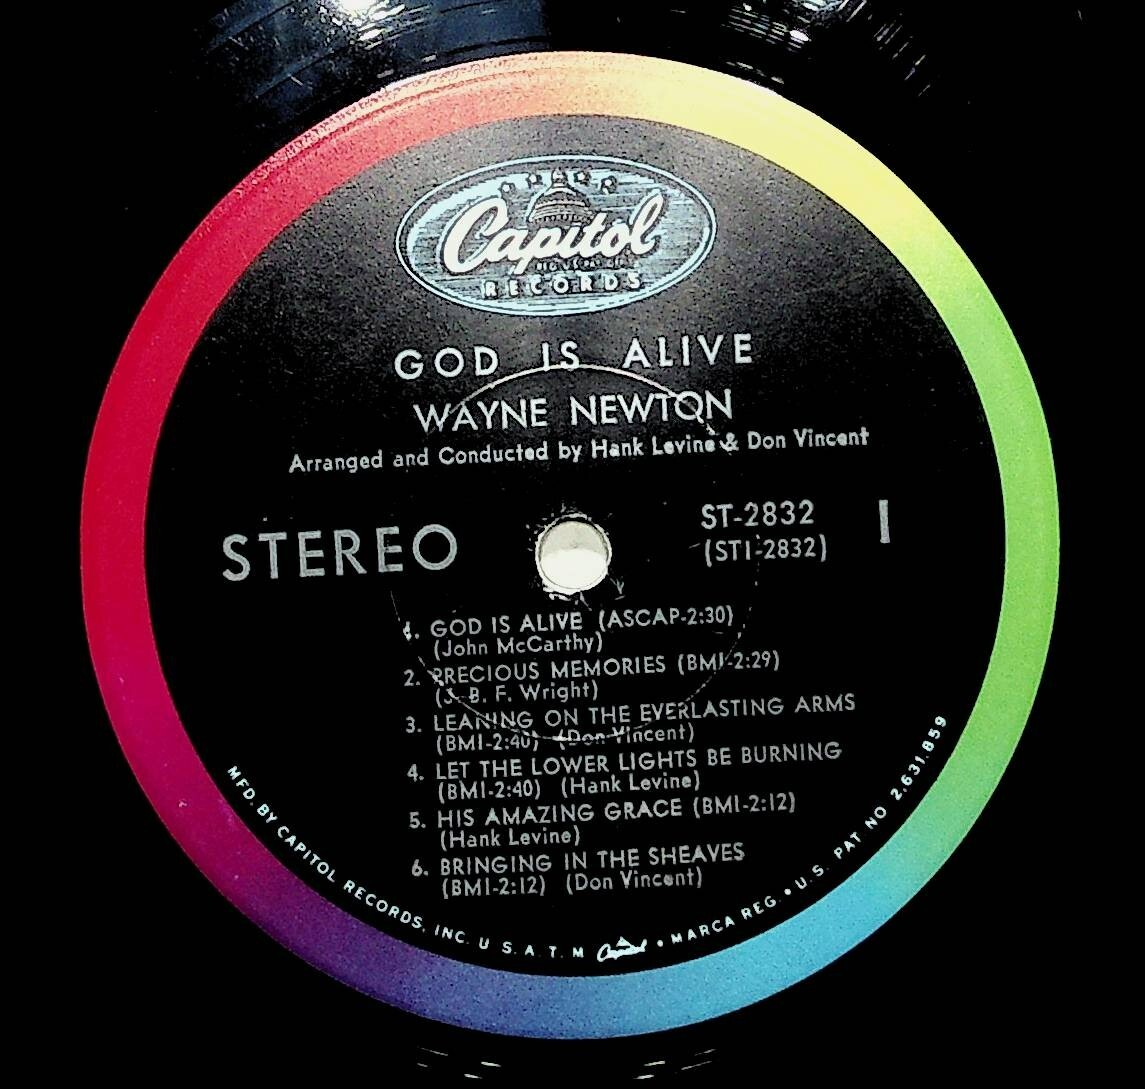 Capitol
RECORDS
GOD IS ALIVE
WAYNE NEWTON
Arranged and Conducted by Hank Levine & Don Vincent
STEREO
ST-2832
(ST1-2832)
1
1. GOD IS ALIVE (ASCAP-2:30)
(John McCarthy)
2. PRECIOUS MEMORIES (BMI-2:29)
(J. B. F. Wright)
3. LEANING ON THE EVERLASTING ARMS
(BMI-2:40) (Don Vincent)
4. LET THE LOWER LIGHTS BE BURNING
(BMI-2:40) (Hank Levine)
5. HIS AMAZING GRACE (BMI-2:12)
(Hank Levine)
6. BRINGING IN THE SHEAVES
(BMI-2:12) (Don Vincent)
MFD. BY CAPITOL RECORDS, INC. U.S.A. T.M. Capitol • MARCA REG. • U.S. PAT NO 2,631,859